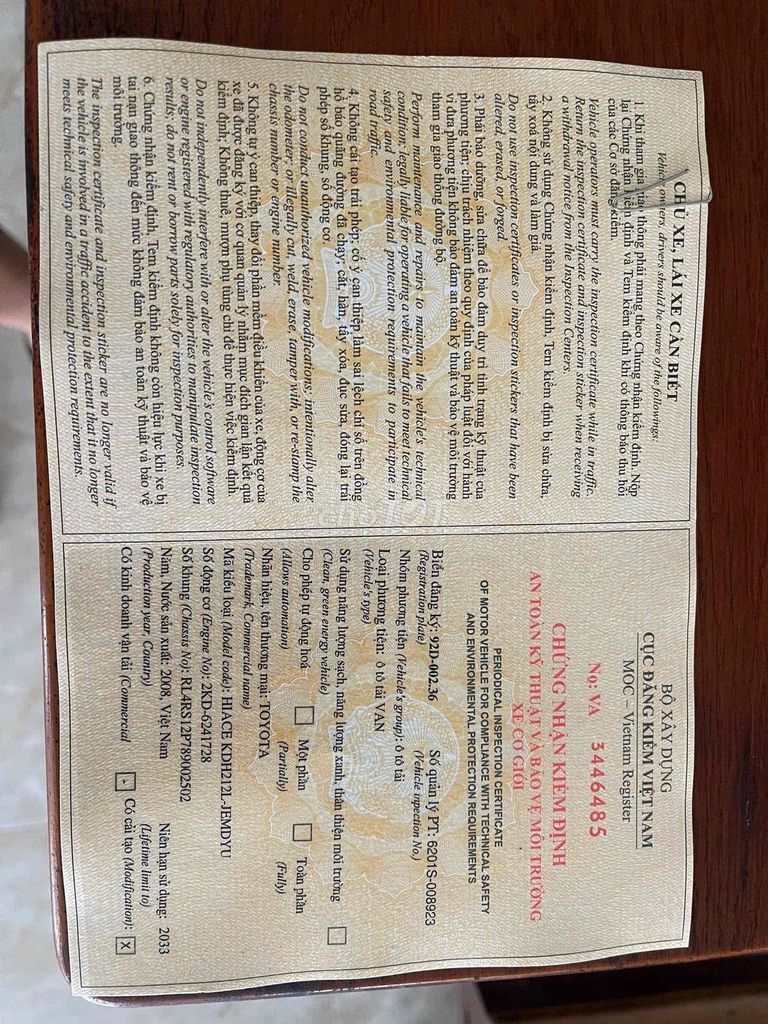 CHỦ XE, LÁI XE CẦN BIẾT
Vehicle owners, drivers should be aware of the followings:
1. Khi tham gia giao thông phải mang theo Chứng nhận kiểm định. Nộp
lại Chứng nhận kiểm định và Tem kiểm định khi có thông báo thu hồi
của các Cơ sở đăng kiểm.
Vehicle operators must carry the inspection certificate while in traffic.
Return the inspection certificate and inspection sticker when receiving
a withdrawal notice from the Inspection Centers.
2. Không sử dụng Chứng nhận kiểm định, Tem kiểm định bị sửa chữa,
tẩy xoá nội dung và làm giả.
Do not use inspection certificates or inspection stickers that have been
altered, erased, or forged.
3. Phải bảo dưỡng, sửa chữa để bảo đảm duy trì tình trạng kỹ thuật của
phương tiện; chịu trách nhiệm theo quy định của pháp luật đối với hành
vi đưa phương tiện không bảo đảm an toàn kỹ thuật và bảo vệ môi trường
tham gia giao thông đường bộ.
Perform maintenance and repairs to maintain the vehicle's technical
condition; legally liable for operating a vehicle that fails to meet technical
safety and environmental protection requirements to participate in
road traffic.
4. Không cải tạo trái phép; cố ý can thiệp làm sai lệch chỉ số trên đồng
hồ báo quãng đường đã chạy; cắt, hàn, tẩy xóa, đục sửa, đóng lại trái
phép số khung, số động cơ.
Do not conduct unauthorized vehicle modifications; intentionally alter
the odometer; or illegally cut, weld, erase, tamper with, or re-stamp the
chassis number or engine number.
5. Không tự ý can thiệp, thay đổi phần mềm điều khiển của xe, động cơ của
xe đã được đăng ký với cơ quan quản lý nhằm mục đích gian lận kết quả
kiểm định. Không thuê, mượn phụ tùng chỉ để thực hiện việc kiểm định.
Do not independently interfere with or alter the vehicle's control software
or engine registered with regulatory authorities to manipulate inspection
results; do not rent or borrow parts solely for inspection purposes.
6. Chứng nhận kiểm định, Tem kiểm định không còn hiệu lực khi xe bị
tai nạn giao thông đến mức không đảm bảo an toàn kỹ thuật và bảo vệ
môi trường.
The inspection certificate and inspection sticker are no longer valid if
the vehicle is involved in a traffic accident to the extent that it no longer
meets technical safety and environmental protection requirements.
BỘ XÂY DỰNG
CỤC ĐĂNG KIỂM VIỆT NAM
MOC – Vietnam Register
No: VA 3446485
CHỨNG NHẬN KIỂM ĐỊNH
AN TOÀN KỸ THUẬT VÀ BẢO VỆ MÔI TRƯỜNG
XE CƠ GIỚI
PERIODICAL INSPECTION CERTIFICATE
OF MOTOR VEHICLE FOR COMPLIANCE WITH TECHNICAL SAFETY
AND ENVIRONMENTAL PROTECTION REQUIREMENTS
Biển đăng ký: 92D-002.36 Số quản lý PT: 6201S-008923
(Registration plate) (Vehicle inpection No.)
Nhóm phương tiện (Vehicle's group): ô tô tải
Loại phương tiện: ô tô tải VAN
(Vehicle's type)
Sử dụng năng lượng sạch, năng lượng xanh, thân thiện môi trường
(Clean, green energy vehicle)
Cho phép tự động hoá Một phần Toàn phần
(Allows automation) (Partially) (Fully)
Nhãn hiệu, tên thương mại: TOYOTA
(Trademark, Commercial name)
Mã kiểu loại (Model code): HIACE KDH212L-JEMDYU
Số động cơ (Engine No): 2KD-6241728
Số khung (Chassis No): RL4RS12P789002502
Năm, Nước sản xuất: 2008, Việt Nam Niên hạn sử dụng: 2033
(Production year, Country) (Lifetime limit to)
Có kinh doanh vận tải (Commercial - Có cải tạo (Modification): X